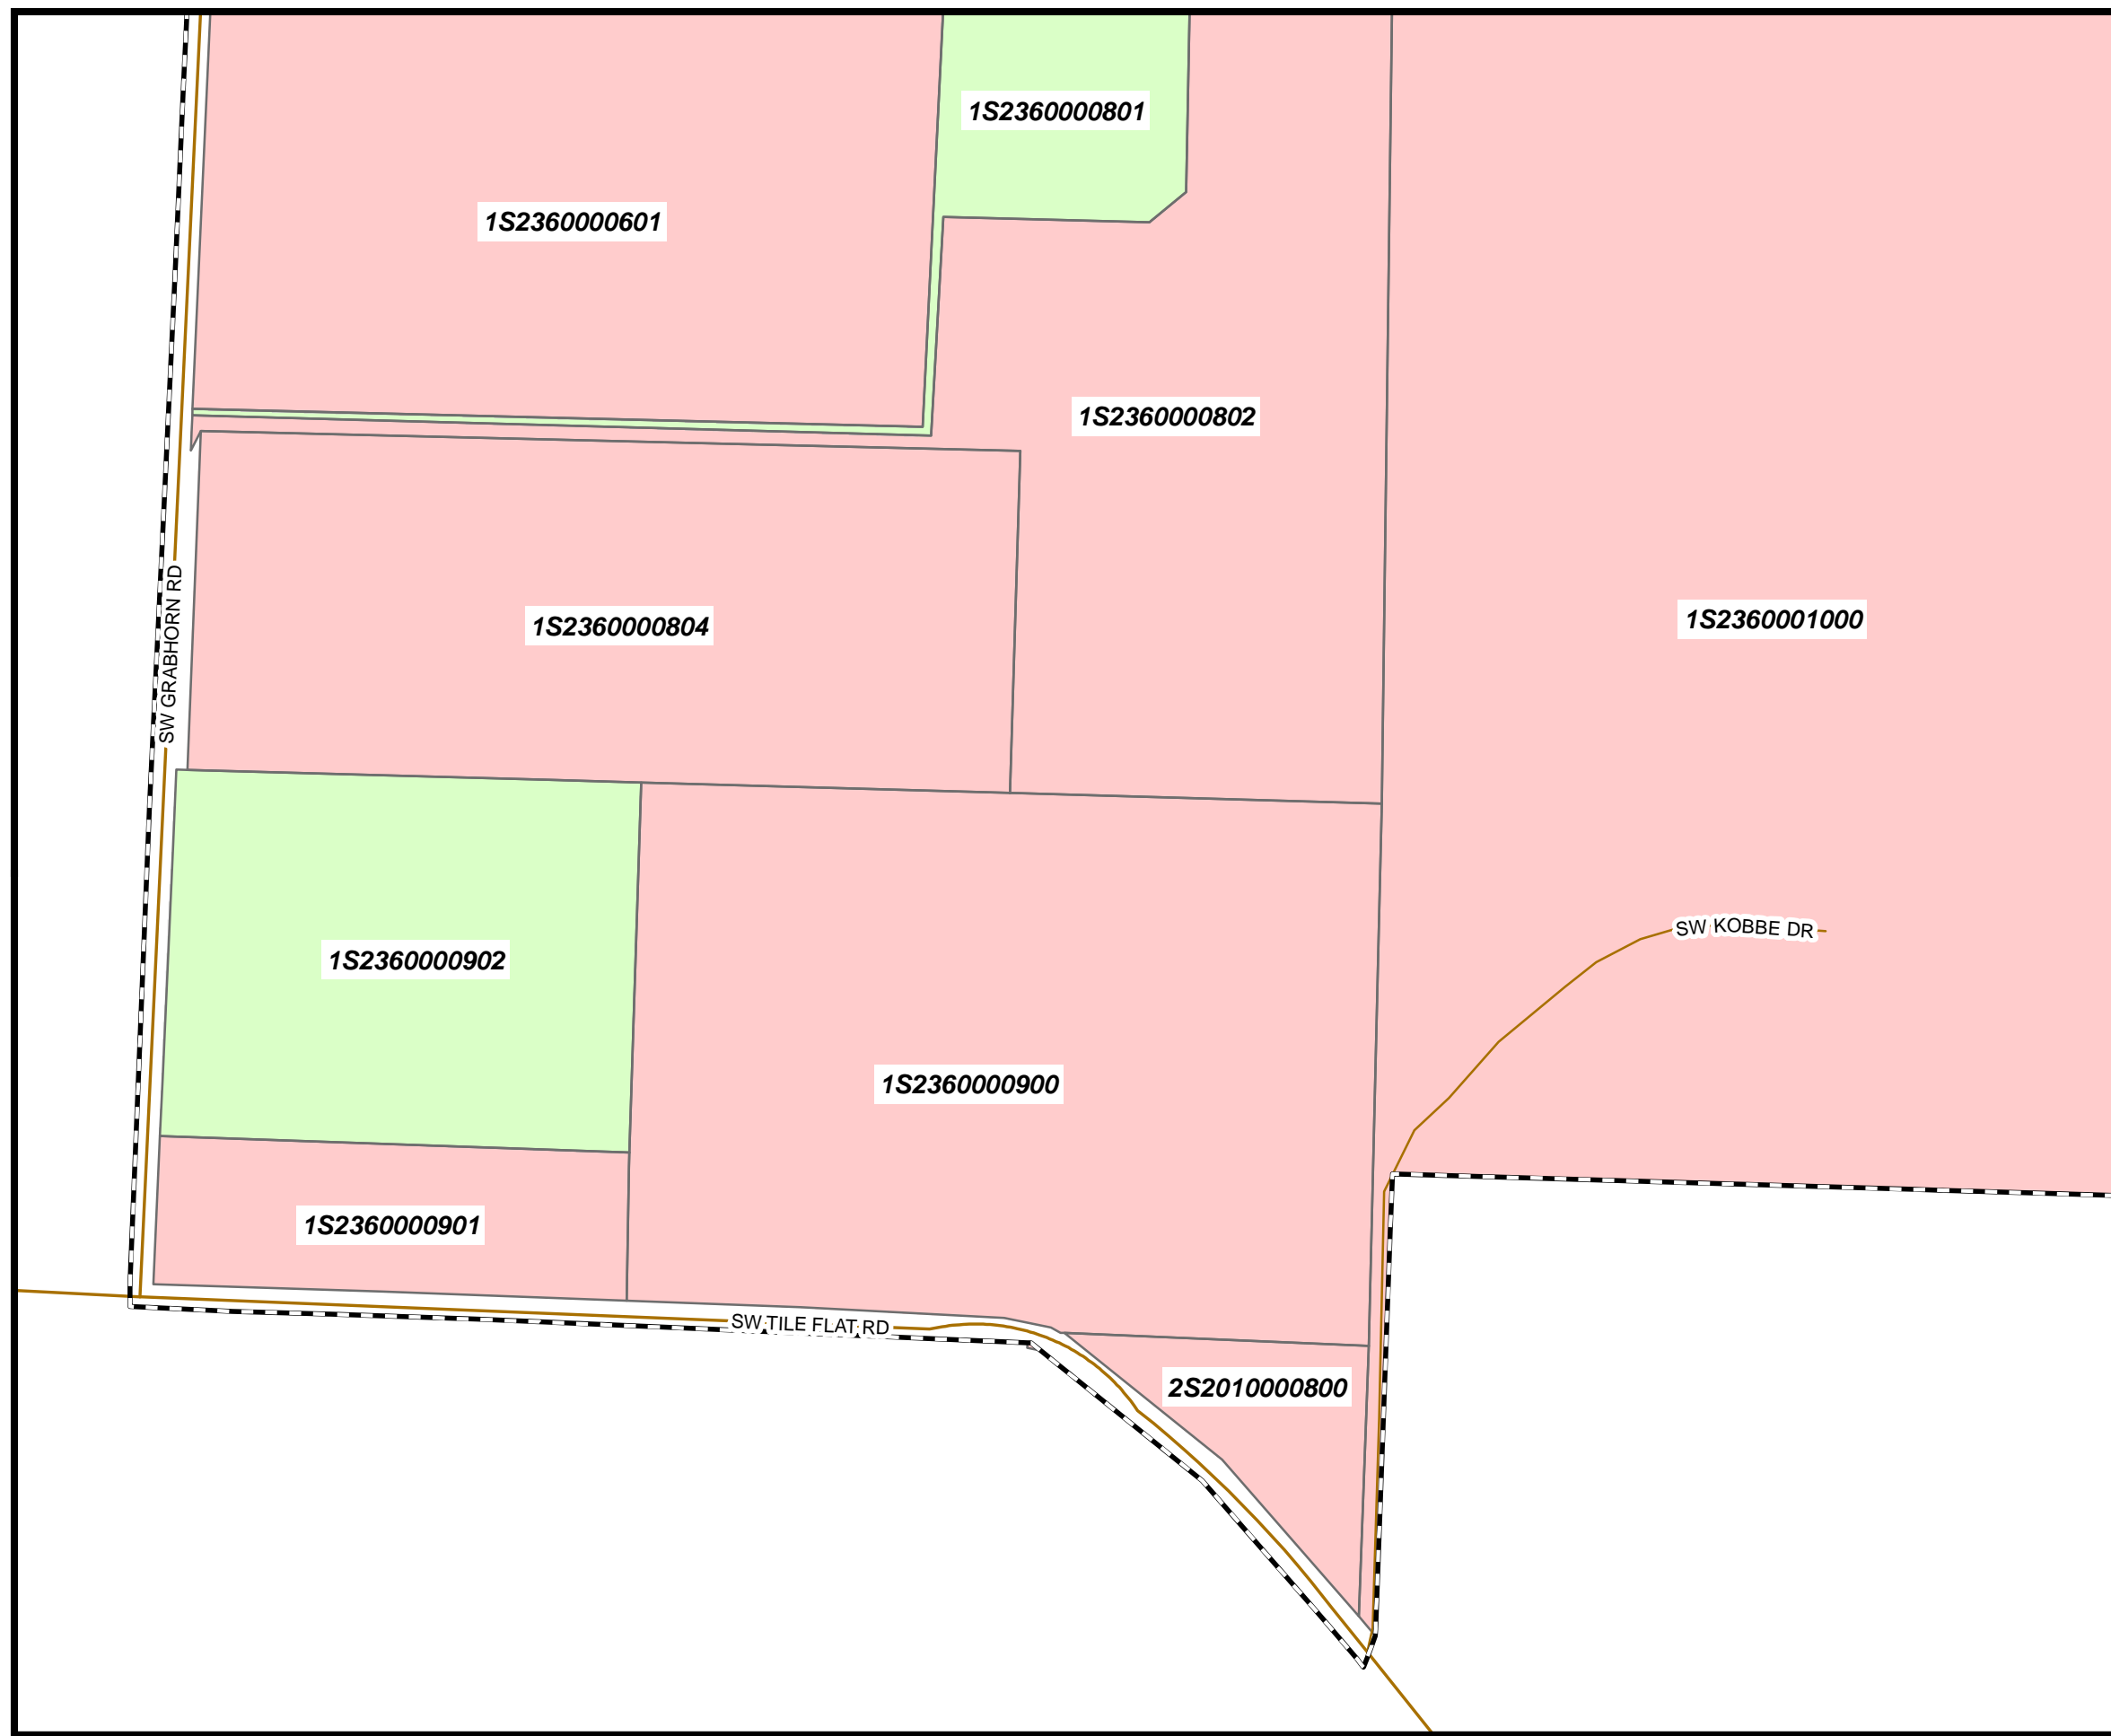 1S2360000801
1S2360000601
1S2360000802
1S2360001000
1S2360000804
SW GRABHORN RD
SW KOBBE DR
1S2360000902
1S2360000900
1S2360000901
SW TILE FLAT RD
2S2010000800